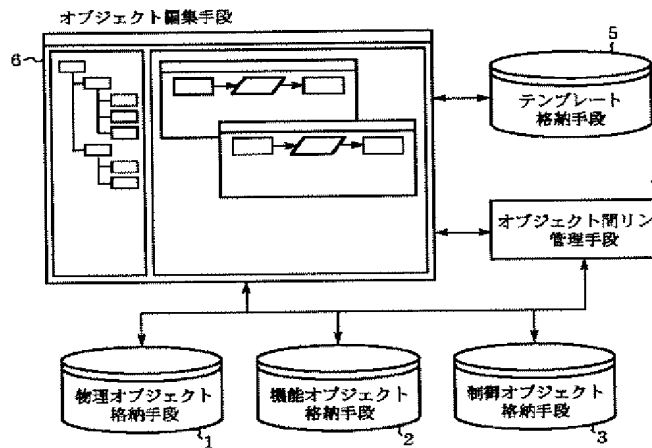 オブジェクト編集手段
6
5
テンプレート
格納手段
オブジェクト間リン
管理手段
物理オブジェクト
格納手段
1
機能オブジェクト
格納手段
2
制御オブジェクト
格納手段
3